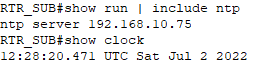 RTR_SUB#show run | include ntp
ntp server 192.168.10.75
RTR_SUB#show clock
12:28:20.471 UTC Sat Jul 2 2022